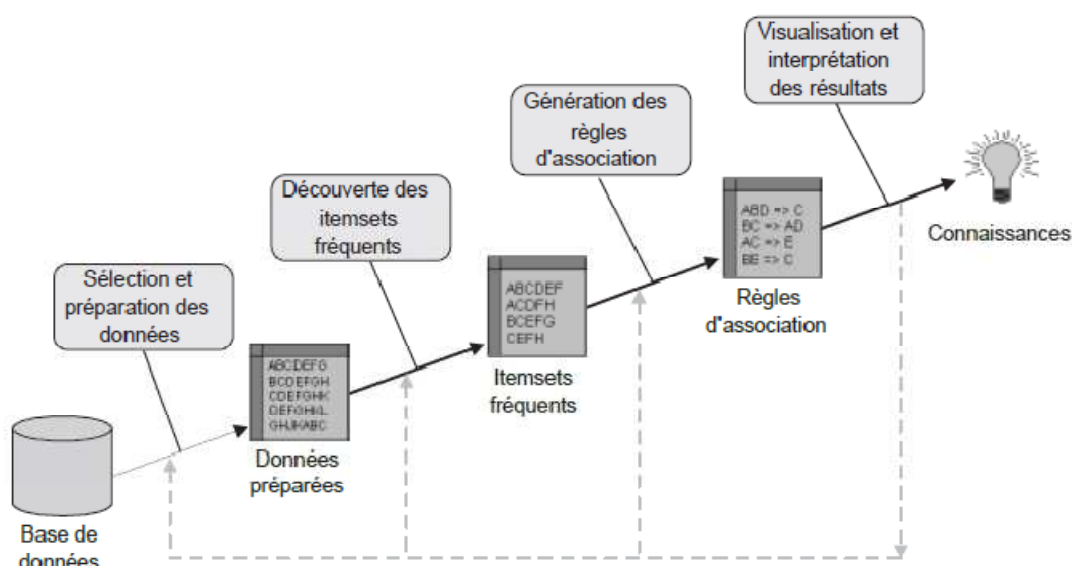 Visualisation et
interprétation
des résultats
Génération des
règles
d'association
Découverte des
itemsets
fréquents
Sélection et
préparation des
données
ABD => C
BC => AD
AC => E
BE => C
Connaissances
Règles
d'association
ABCDEF
ACDFH
BCEFG
CEFH
Itemsets
fréquents
ABCDEFG
BCDEFGH
CDEFGHK
DEFGHKL
Données
préparées
Base de
données